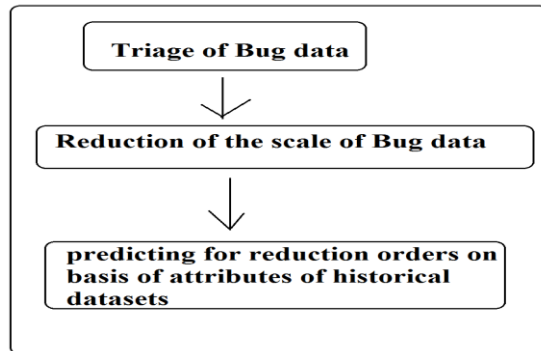 Triage of Bug data
Reduction of the scale of Bug data
predicting for reduction orders on
basis of attributes of historical
datasets